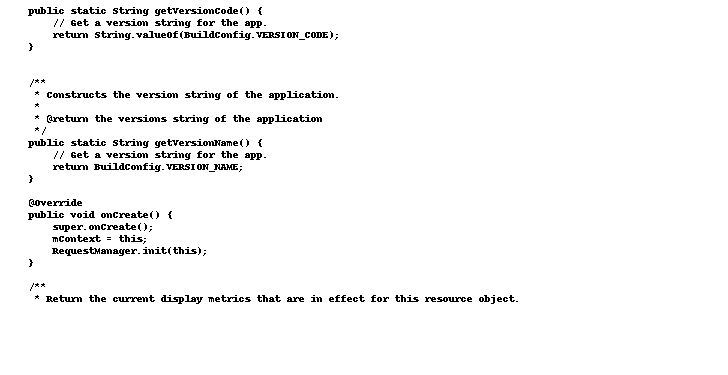 public static String getVersionCode() {
    // Get a version string for the app.
    return String.valueOf(BuildConfig.VERSION_CODE);
}
/**
 * Constructs the version string of the application.
 *
 * @return the versions string of the application
 */
public static String getVersionName() {
    // Get a version string for the app.
    return BuildConfig.VERSION_NAME;
}
@Override
public void onCreate() {
    super.onCreate();
    mContext = this;
    RequestManager.init(this);
}
/**
 * Return the current display metrics that are in effect for this resource object.